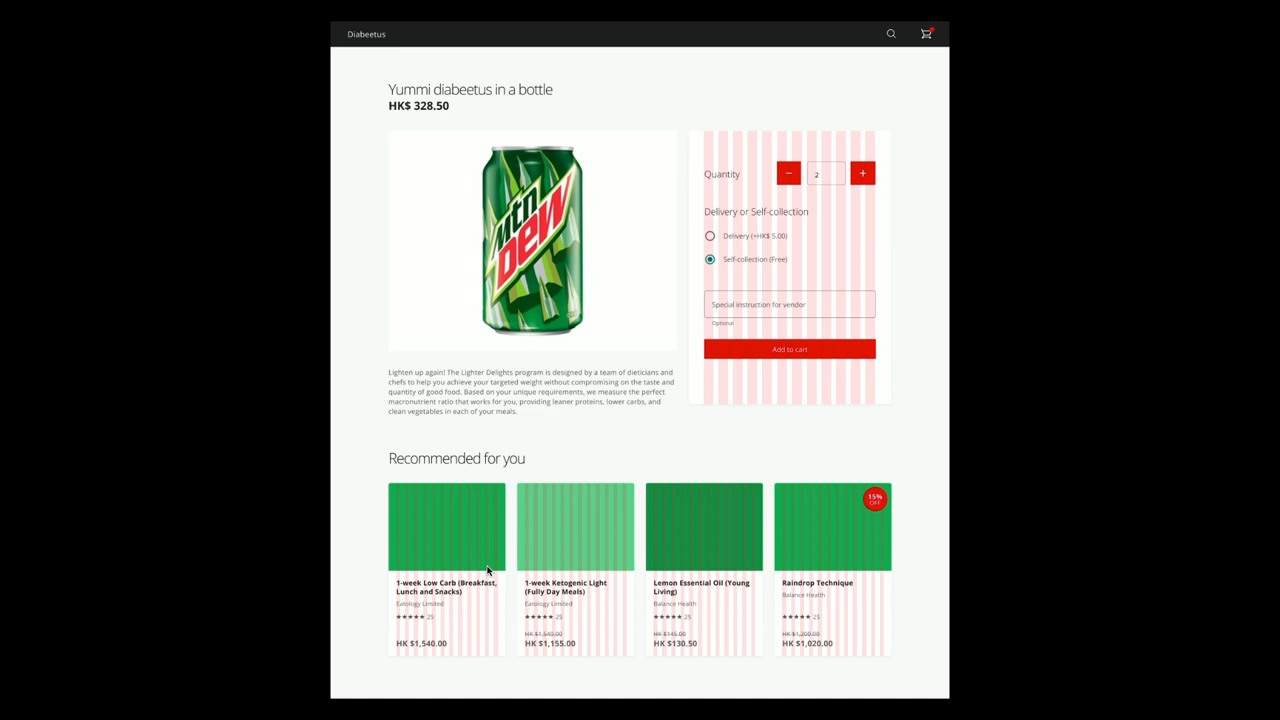 Diabeetus
Yummi diabeetus in a bottle
HK$ 328.50
mtn
DEW
Quantity
2
Delivery or Self-collection
Delivery (+HK$ 5.00)
Self-collection (Free)
Special instruction for vendor
Optional
Add to cart
Lighten up again! The Lighter Delights program is designed by a team of dieticians and
chefs to help you achieve your targeted weight without compromising on the taste and
quantity of good food. Based on your unique requirements, we measure the perfect
macronutrient ratio that works for you, providing leaner proteins, lower carbs, and
clean vegetables in each of your meals.
Recommended for you
1-week Low Carb (Breakfast,
Lunch and Snacks)
Eatology Limited
★★★★★ 25
HK $1,540.00
1-week Ketogenic Light
(Fully Day Meals)
Eatology Limited
★★★★★ 25
HK $1,540.00
HK $1,155.00
Lemon Essential Oil (Young
Living)
Balance Health
★★★★★ 25
HK $145.00
HK $130.50
15%
OFF
Raindrop Technique
Balance Health
★★★★★ 25
HK $1,200.00
HK $1,020.00